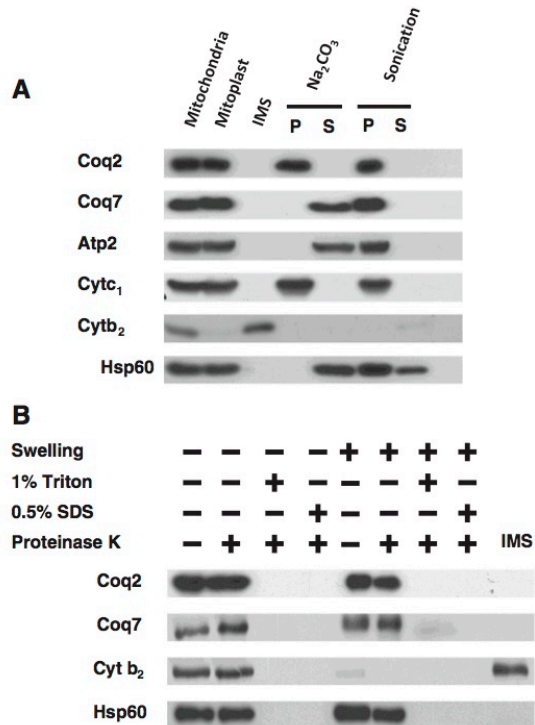 A
Mitochondria
Mitoplast
IMS
Na2CO3
Sonication
P S P S
Coq2
Coq7
Atp2
Cytc1
Cytb2
Hsp60
B
Swelling − − − − + + + +
1% Triton − − + − − − + −
0.5% SDS − − − + − − − +
Proteinase K − + + + − + + + IMS
Coq2
Coq7
Cyt b2
Hsp60